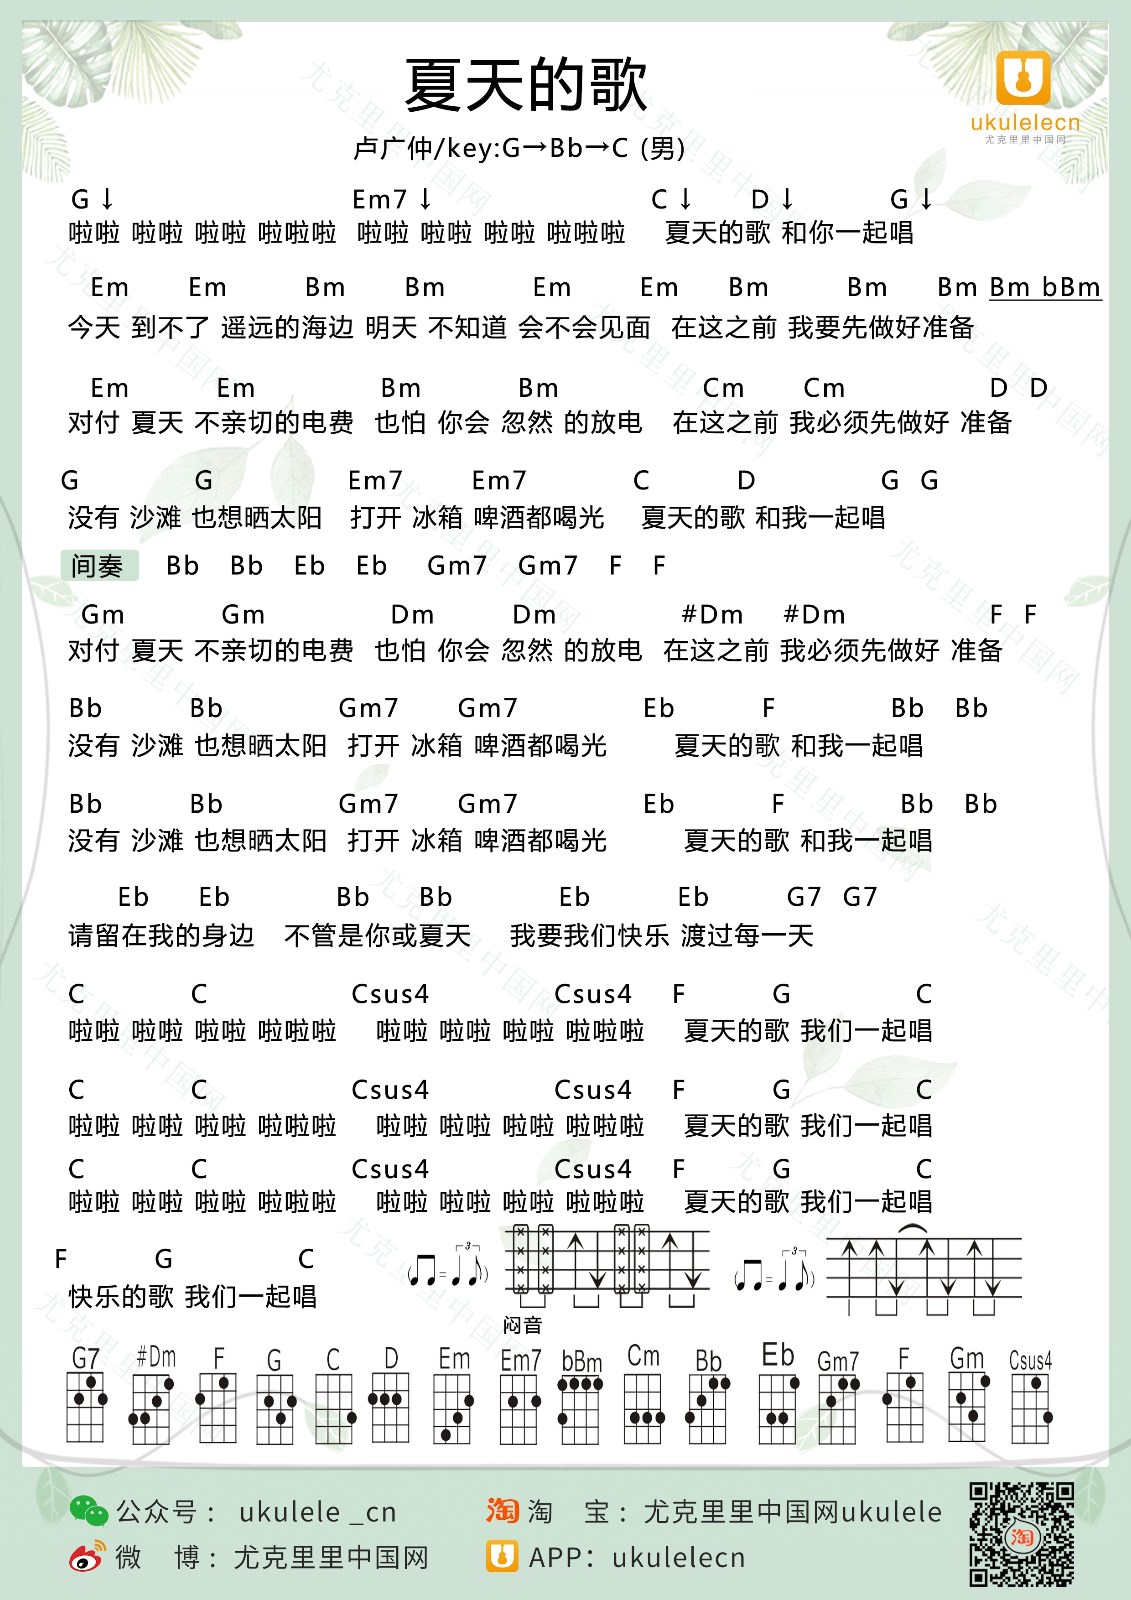 夏天的歌
ukulelecn
尤克里里中国网
卢广仲/key:G→Bb→C (男)
G↓ Em7↓ C↓ D↓ G↓
啦啦 啦啦 啦啦 啦啦啦 啦啦 啦啦 啦啦 啦啦啦 夏天的歌 和你一起唱
Em Em Bm Bm Em Em Bm Bm Bm Bm bBm
今天 到不了 遥远的海边 明天 不知道 会不会见面 在这之前 我要先做好准备
Em Em Bm Bm Cm Cm D D
对付 夏天 不亲切的电费 也怕 你会 忽然 的放电 在这之前 我必须先做好 准备
G G Em7 Em7 C D G G
没有 沙滩 也想晒太阳 打开 冰箱 啤酒都喝光 夏天的歌 和我一起唱
间奏 Bb Bb Eb Eb Gm7 Gm7 F F
Gm Gm Dm Dm #Dm #Dm F F
对付 夏天 不亲切的电费 也怕 你会 忽然 的放电 在这之前 我必须先做好 准备
Bb Bb Gm7 Gm7 Eb F Bb Bb
没有 沙滩 也想晒太阳 打开 冰箱 啤酒都喝光 夏天的歌 和我一起唱
Bb Bb Gm7 Gm7 Eb F Bb Bb
没有 沙滩 也想晒太阳 打开 冰箱 啤酒都喝光 夏天的歌 和我一起唱
Eb Eb Bb Bb Eb Eb G7 G7
请留在我的身边 不管是你或夏天 我要我们快乐 渡过每一天
C C Csus4 Csus4 F G C
啦啦 啦啦 啦啦 啦啦啦 啦啦 啦啦 啦啦 啦啦啦 夏天的歌 我们一起唱
C C Csus4 Csus4 F G C
啦啦 啦啦 啦啦 啦啦啦 啦啦 啦啦 啦啦 啦啦啦 夏天的歌 我们一起唱
C C Csus4 Csus4 F G C
啦啦 啦啦 啦啦 啦啦啦 啦啦 啦啦 啦啦 啦啦啦 夏天的歌 我们一起唱
F G C
快乐的歌 我们一起唱
(♫=♩3♪)
(♫=♩3♪)
闷音
G7 #Dm F G C D Em Em7 bBm Cm Bb Eb Gm7 F Gm Csus4
公众号：ukulele _cn
淘 宝：尤克里里中国网ukulele
微 博：尤克里里中国网
APP：ukulelecn
淘